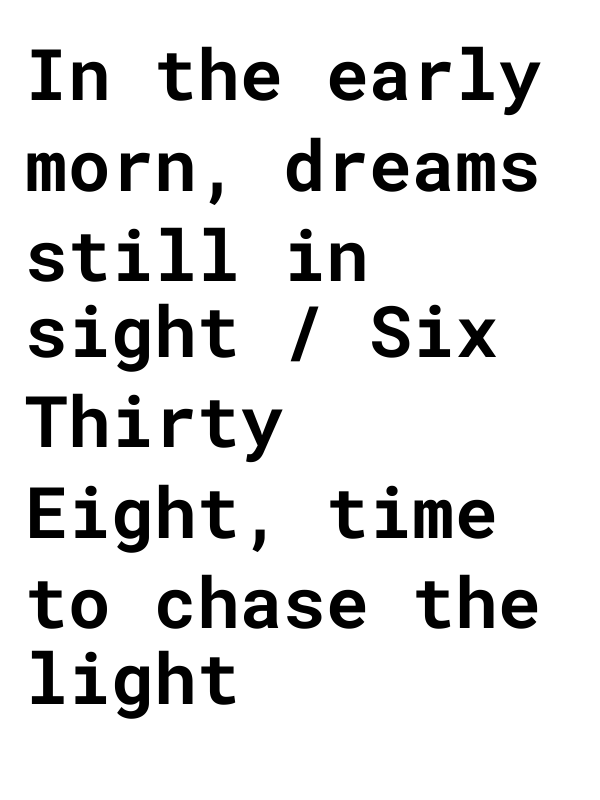 In the early
morn, dreams
still in
sight / Six
Thirty
Eight, time
to chase the
light